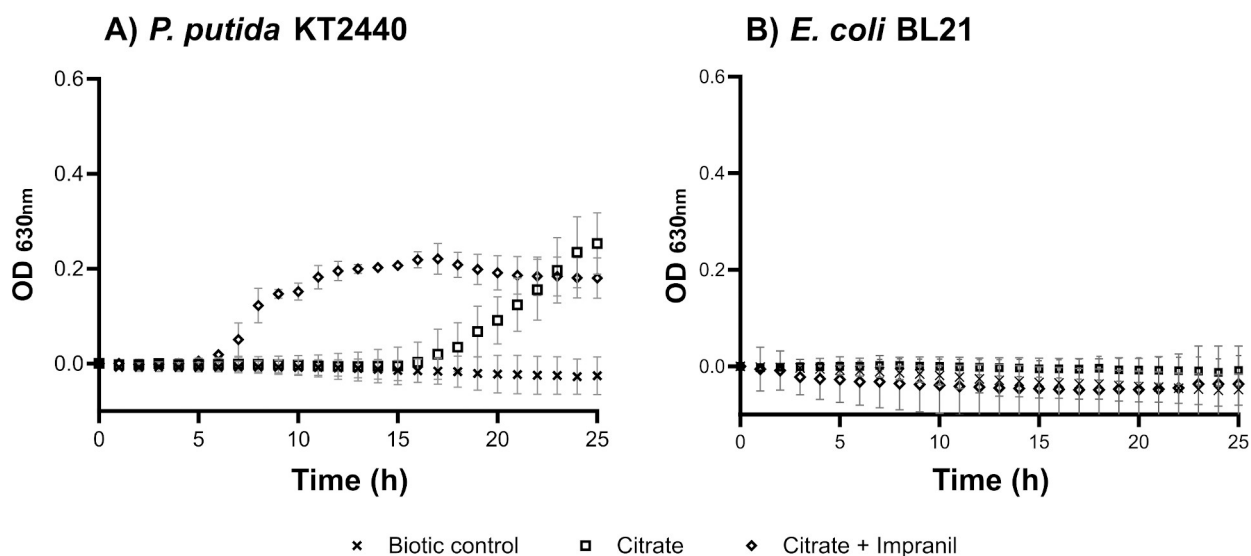 A) P. putida KT2440
B) E. coli BL21
0.6
0.4
0.2
0.0
OD 630nm
0 5 10 15 20 25
Time (h)
0.6
0.4
0.2
0.0
OD 630nm
0 5 10 15 20 25
Time (h)
Biotic control Citrate Citrate + Impranil